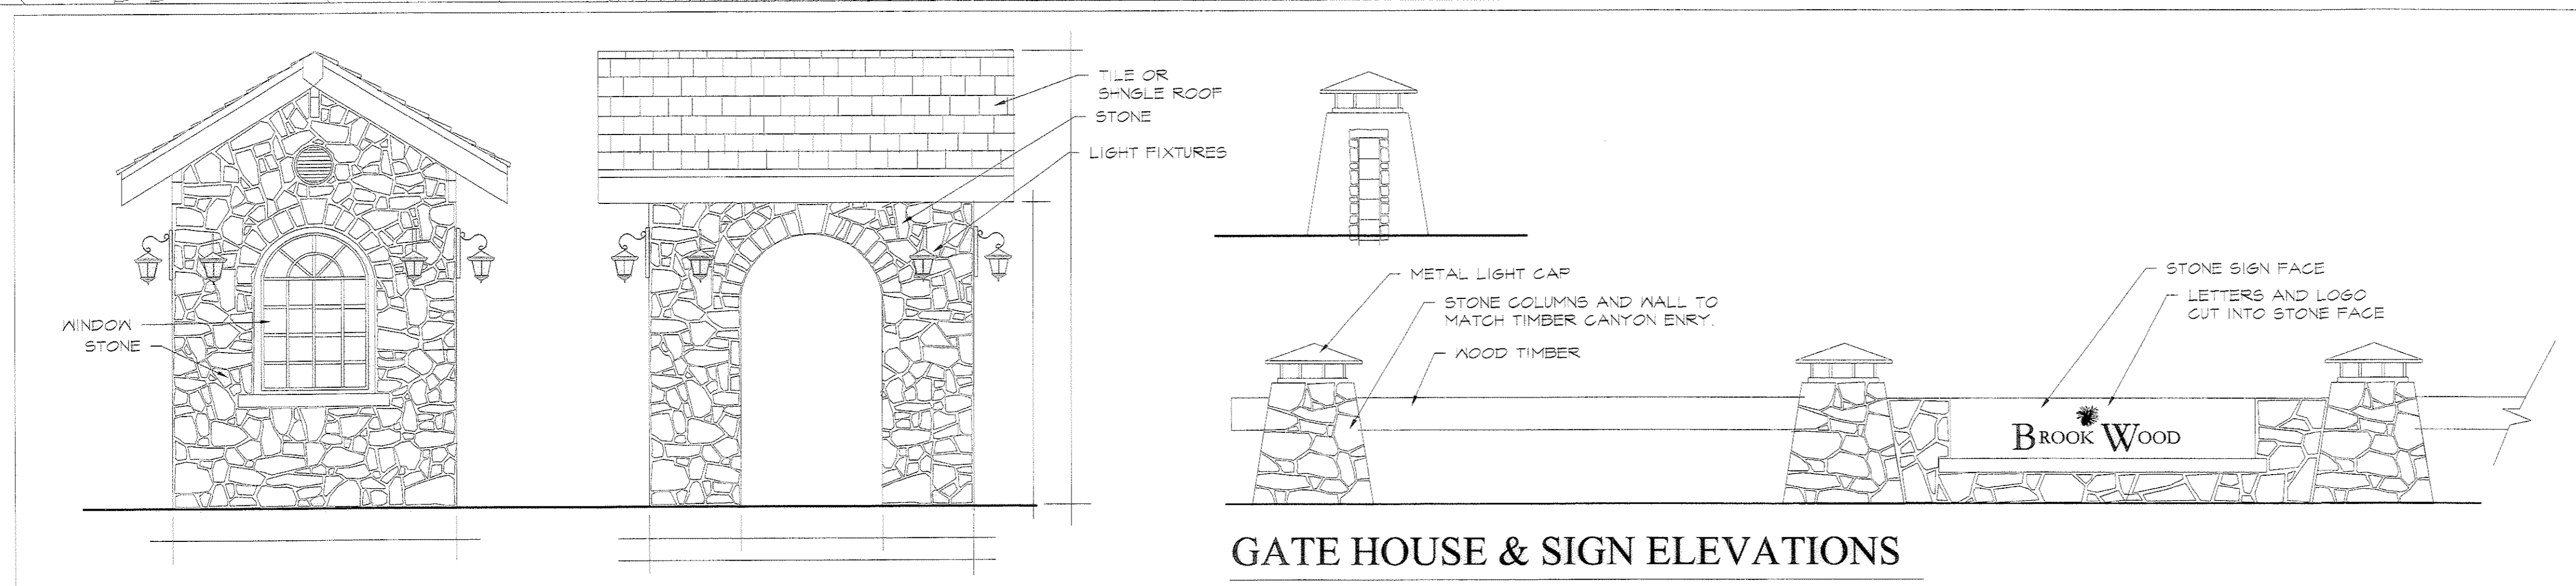 TILE OR
SHNGLE ROOF
STONE
LIGHT FIXTURES
WINDOW
STONE
METAL LIGHT CAP
STONE COLUMNS AND WALL TO
MATCH TIMBER CANYON ENRY.
WOOD TIMBER
STONE SIGN FACE
LETTERS AND LOGO
CUT INTO STONE FACE
BROOK WOOD
GATE HOUSE & SIGN ELEVATIONS